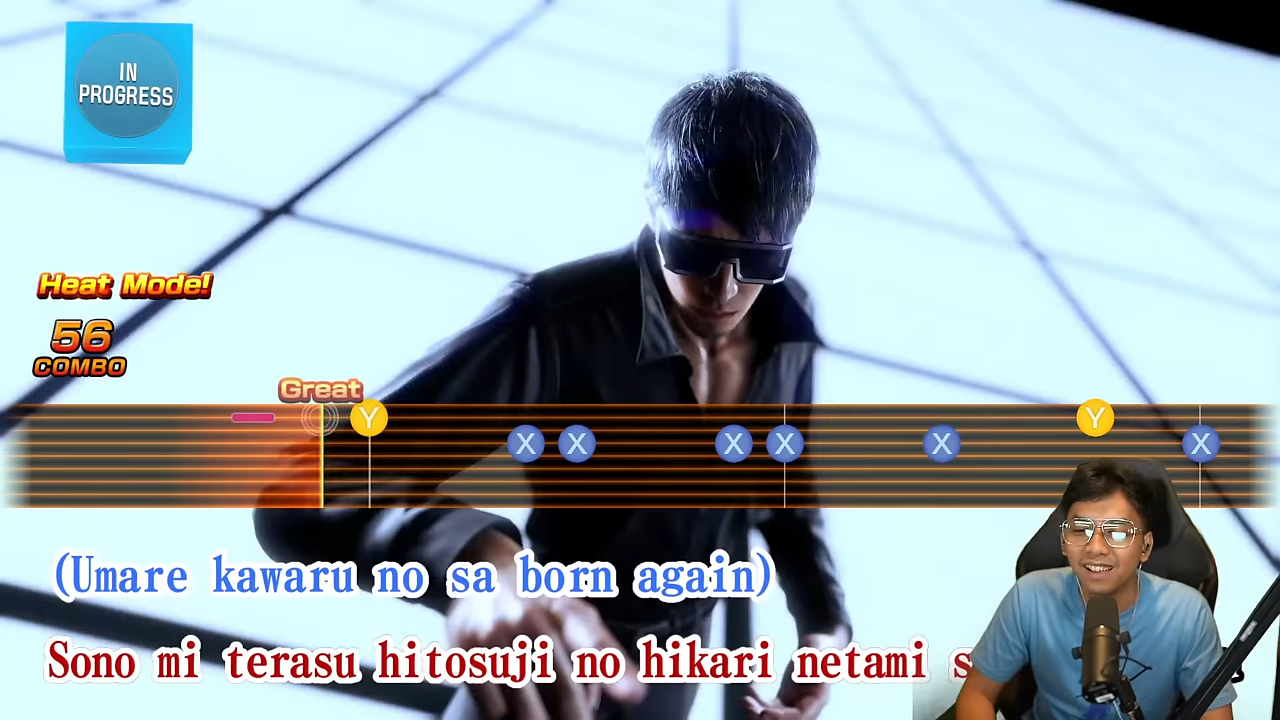 IN
PROGRESS
Heat Mode!
56
COMBO
Great
Y
X X X X X
Y
X
(Umare kawaru no sa born again)
Sono mi terasu hitosuji no hikari netami s